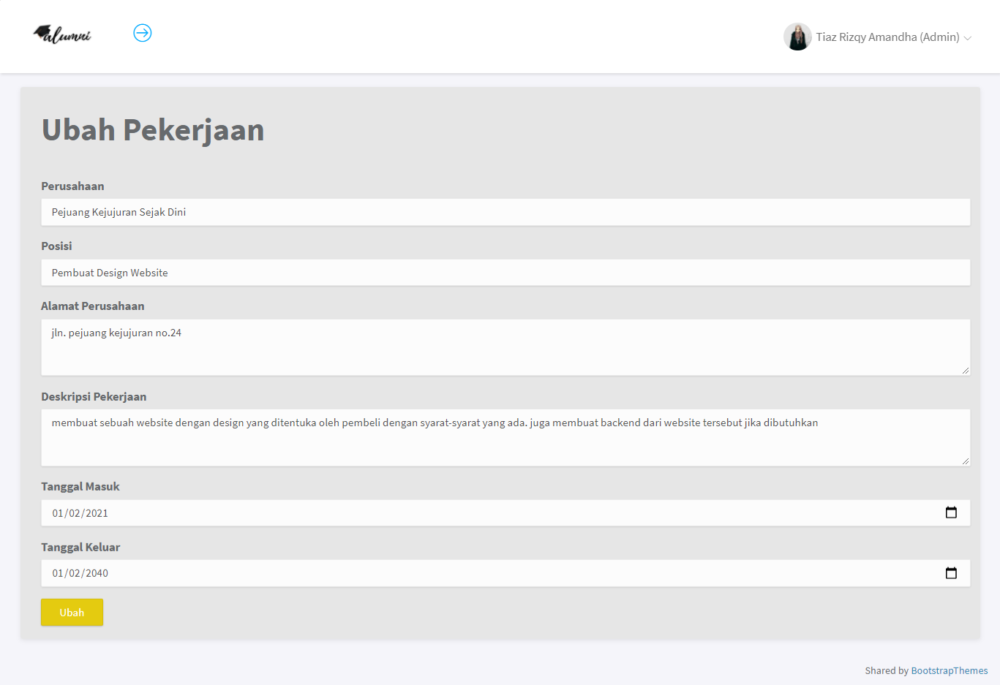 alumni
Tiaz Rizqy Amandha (Admin)
Ubah Pekerjaan
Perusahaan
Pejuang Kejujuran Sejak Dini
Posisi
Pembuat Design Website
Alamat Perusahaan
jln. pejuang kejujuran no.24
Deskripsi Pekerjaan
membuat sebuah website dengan design yang ditentuka oleh pembeli dengan syarat-syarat yang ada. juga membuat backend dari website tersebut jika dibutuhkan
Tanggal Masuk
01/02/2021
Tanggal Keluar
01/02/2040
Ubah
Shared by BootstrapThemes